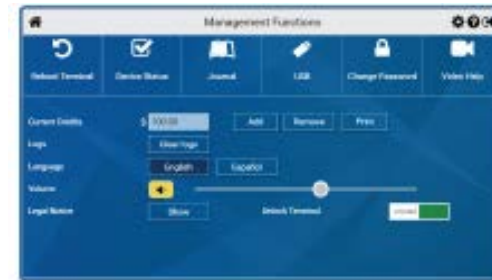 Management Functions
Reboot Terminal
Device Status
Journal
USB
Change Password
Video Help
Current Credits
$ 100.00
Add
Remove
Print
Logs
View logs
Language
English
Español
Volume
Legal Notice
Show
Unlock Terminal